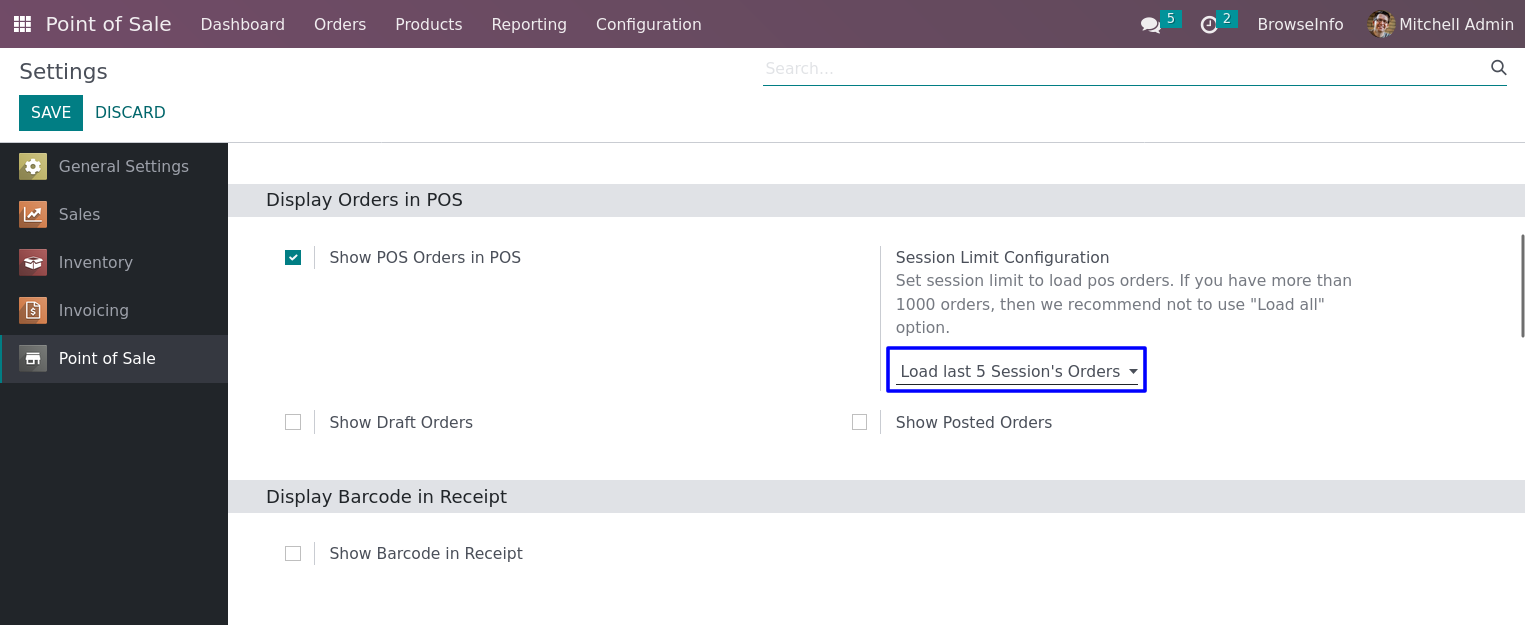 Point of Sale Dashboard Orders Products Reporting Configuration 5 2 BrowseInfo Mitchell Admin
Settings
Search...
SAVE DISCARD
General Settings
Sales
Inventory
Invoicing
Point of Sale
Display Orders in POS
Show POS Orders in POS
Session Limit Configuration
Set session limit to load pos orders. If you have more than
1000 orders, then we recommend not to use "Load all"
option.
Load last 5 Session's Orders
Show Draft Orders
Show Posted Orders
Display Barcode in Receipt
Show Barcode in Receipt